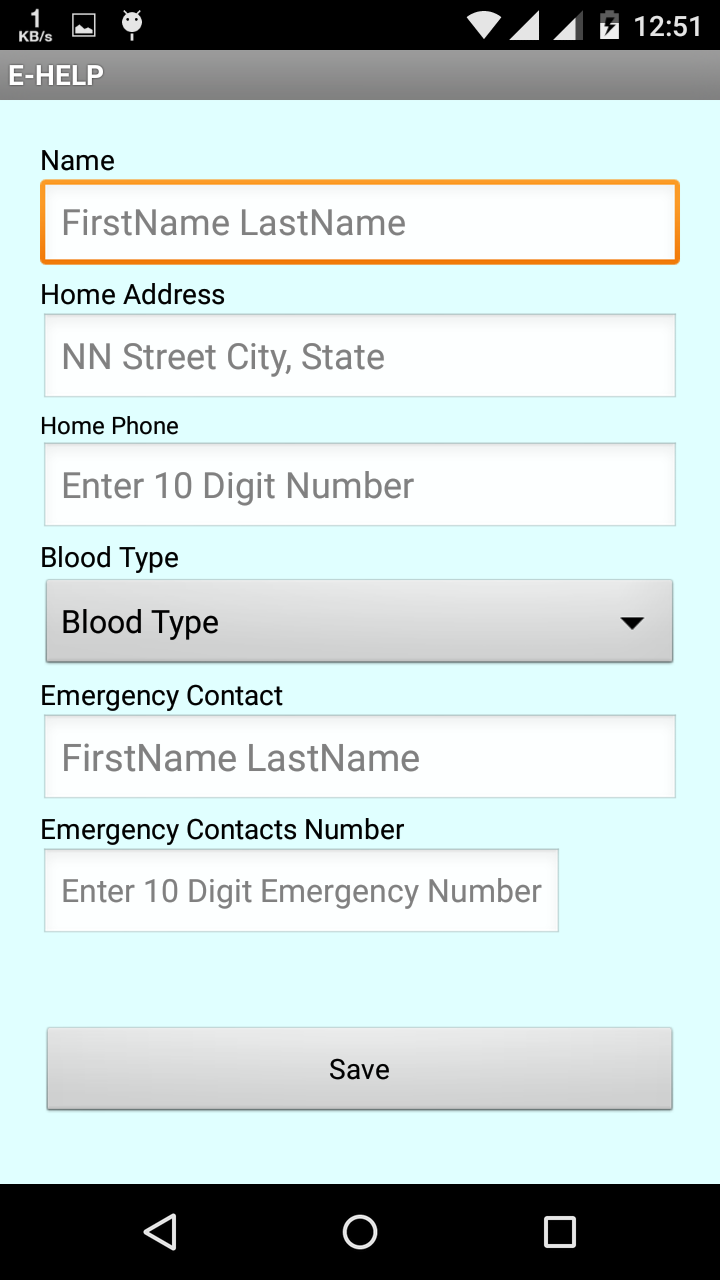 1
KB/s
12:51
E-HELP
Name
FirstName LastName
Home Address
NN Street City, State
Home Phone
Enter 10 Digit Number
Blood Type
Blood Type
Emergency Contact
FirstName LastName
Emergency Contacts Number
Enter 10 Digit Emergency Number
Save